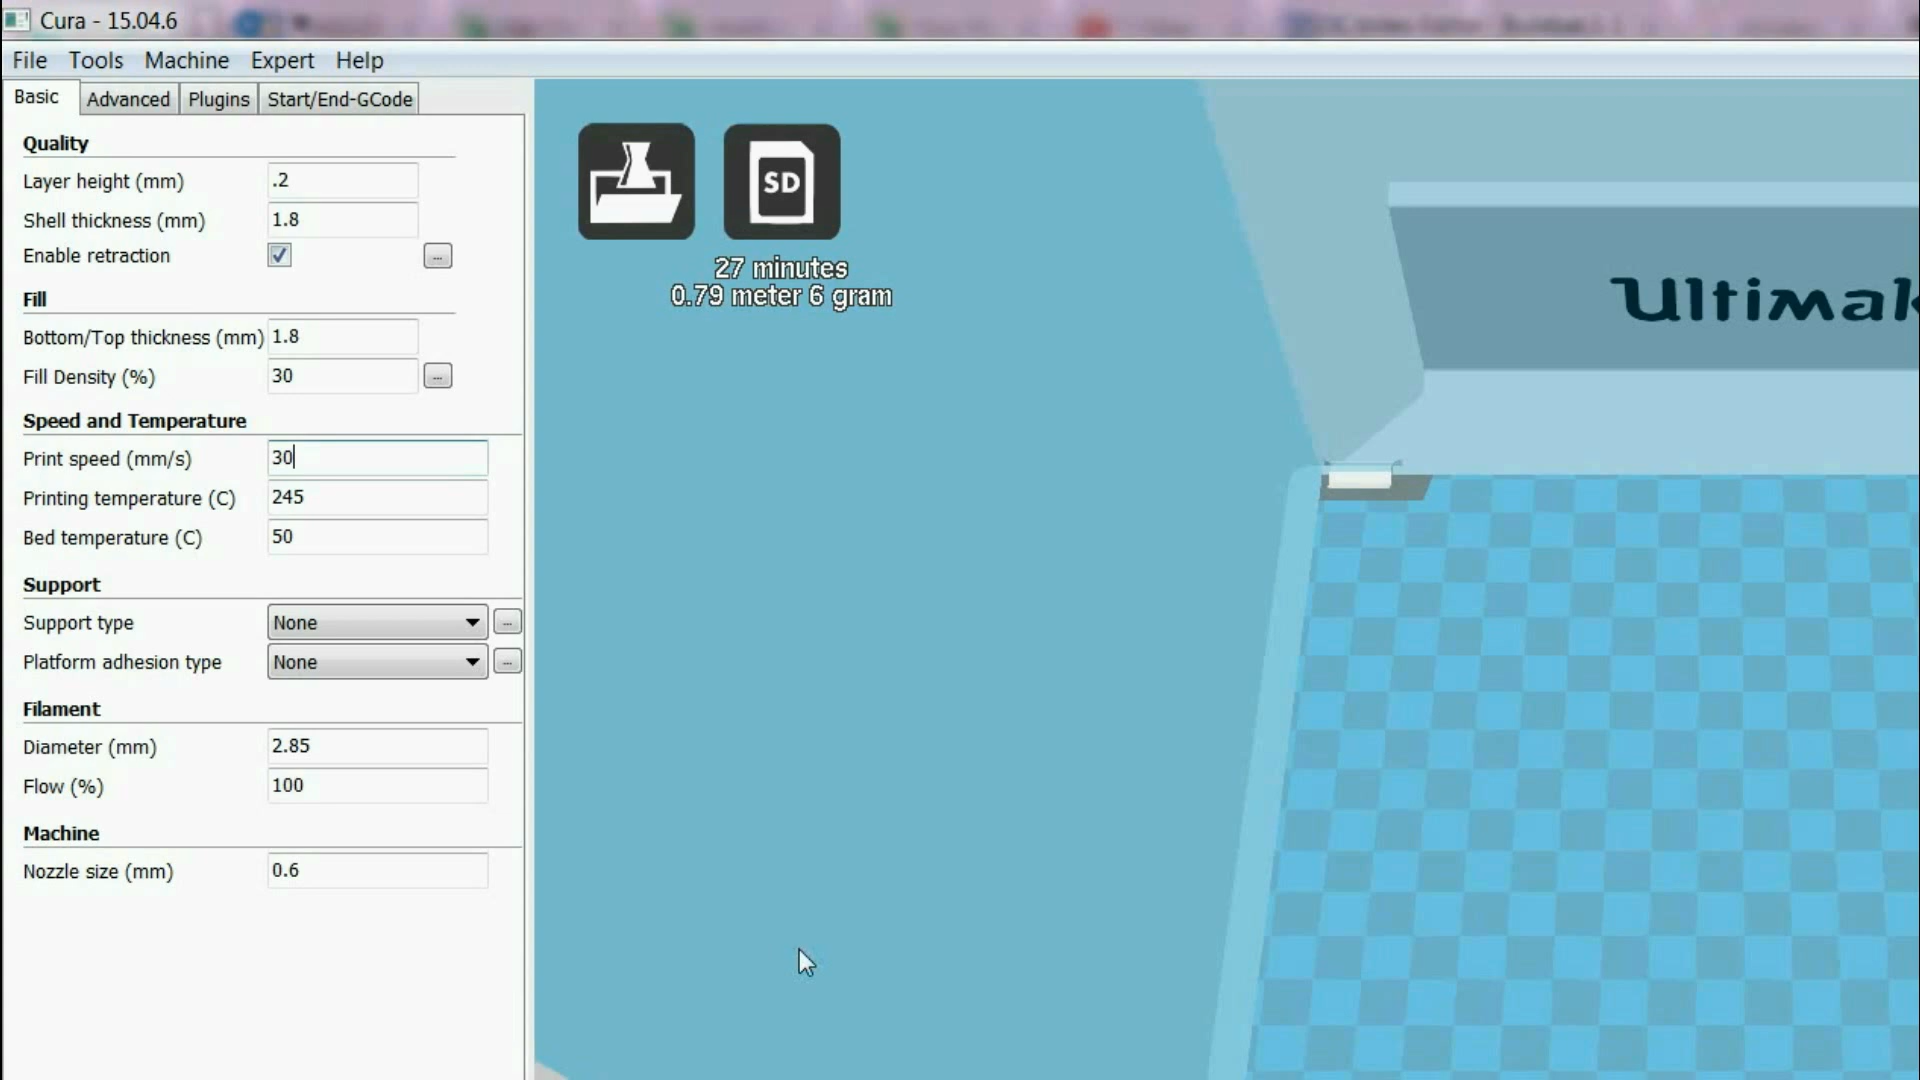 Cura - 15.04.6
File Tools Machine Expert Help
Basic Advanced Plugins Start/End-GCode
Quality
Layer height (mm) .2
Shell thickness (mm) 1.8
Enable retraction ...
Fill
Bottom/Top thickness (mm) 1.8
Fill Density (%) 30 ...
Speed and Temperature
Print speed (mm/s) 30
Printing temperature (C) 245
Bed temperature (C) 50
Support
Support type None ...
Platform adhesion type None ...
Filament
Diameter (mm) 2.85
Flow (%) 100
Machine
Nozzle size (mm) 0.6
SD
27 minutes
0.79 meter 6 gram
Ultimak